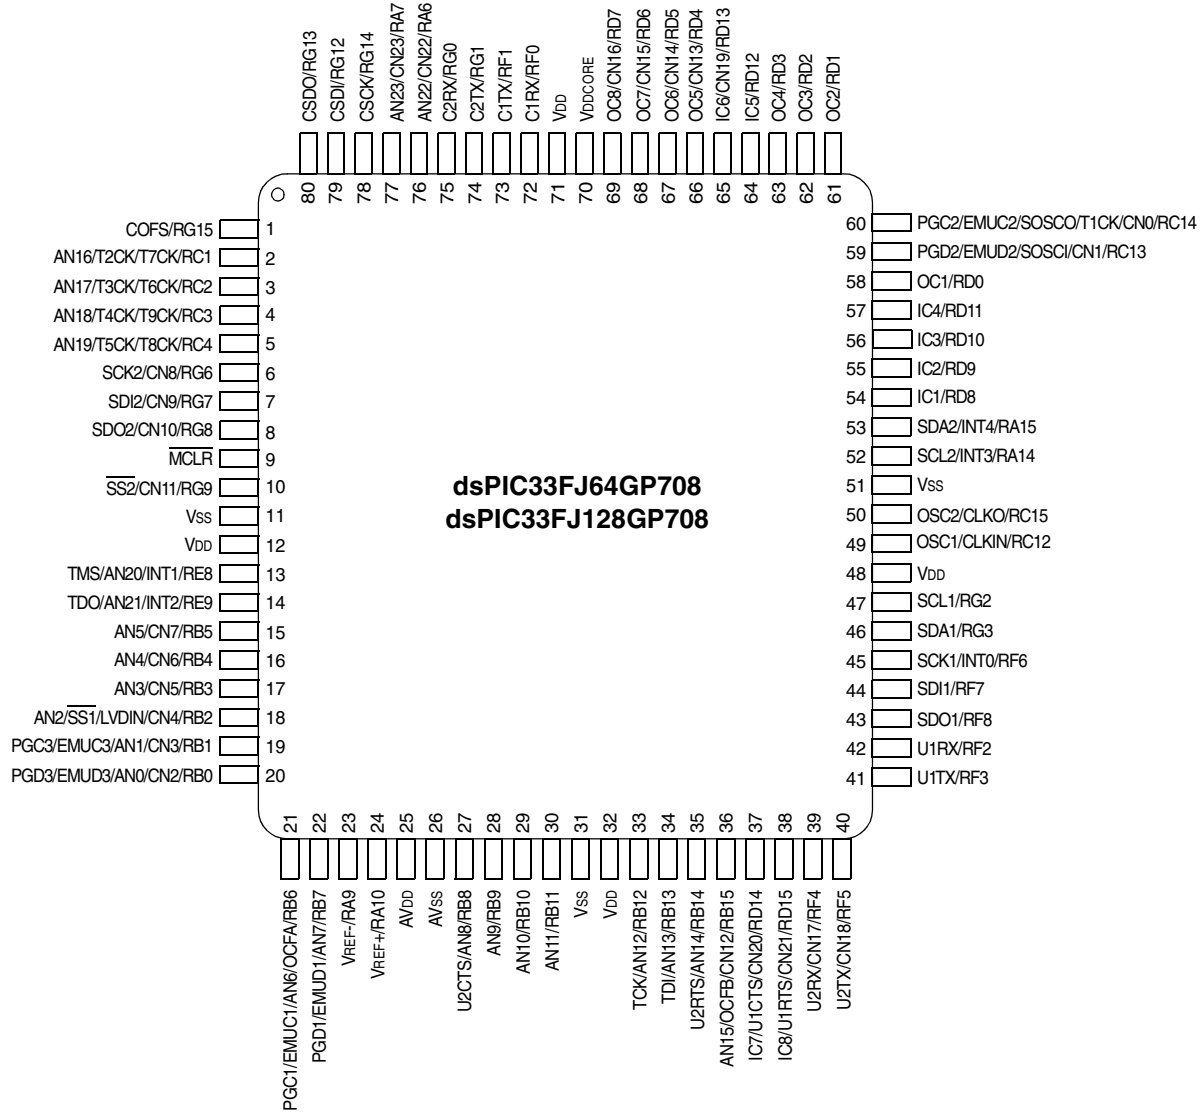 CSDO/RG13
CSDI/RG12
CSCK/RG14
AN23/CN23/RA7
AN22/CN22/RA6
C2RX/RG0
C2TX/RG1
C1TX/RF1
C1RX/RF0
VDD
VDDCORE
OC8/CN16/RD7
OC7/CN15/RD6
OC6/CN14/RD5
OC5/CN13/RD4
IC6/CN19/RD13
IC5/RD12
OC4/RD3
OC3/RD2
OC2/RD1
80
79
78
77
76
75
74
73
72
71
70
69
68
67
66
65
64
63
62
61
COFS/RG15 1
AN16/T2CK/T7CK/RC1 2
AN17/T3CK/T6CK/RC2 3
AN18/T4CK/T9CK/RC3 4
AN19/T5CK/T8CK/RC4 5
SCK2/CN8/RG6 6
SDI2/CN9/RG7 7
SDO2/CN10/RG8 8
MCLR 9
SS2/CN11/RG9 10
VSS 11
VDD 12
TMS/AN20/INT1/RE8 13
TDO/AN21/INT2/RE9 14
AN5/CN7/RB5 15
AN4/CN6/RB4 16
AN3/CN5/RB3 17
AN2/SS1/LVDIN/CN4/RB2 18
PGC3/EMUC3/AN1/CN3/RB1 19
PGD3/EMUD3/AN0/CN2/RB0 20
dsPIC33FJ64GP708
dsPIC33FJ128GP708
60 PGC2/EMUC2/SOSCO/T1CK/CN0/RC14
59 PGD2/EMUD2/SOSCI/CN1/RC13
58 OC1/RD0
57 IC4/RD11
56 IC3/RD10
55 IC2/RD9
54 IC1/RD8
53 SDA2/INT4/RA15
52 SCL2/INT3/RA14
51 VSS
50 OSC2/CLKO/RC15
49 OSC1/CLKIN/RC12
48 VDD
47 SCL1/RG2
46 SDA1/RG3
45 SCK1/INT0/RF6
44 SDI1/RF7
43 SDO1/RF8
42 U1RX/RF2
41 U1TX/RF3
21
22
23
24
25
26
27
28
29
30
31
32
33
34
35
36
37
38
39
40
PGC1/EMUC1/AN6/OCFA/RB6
PGD1/EMUD1/AN7/RB7
VREF-/RA9
VREF+/RA10
AVDD
AVSS
U2CTS/AN8/RB8
AN9/RB9
AN10/RB10
AN11/RB11
VSS
VDD
TCK/AN12/RB12
TDI/AN13/RB13
U2RTS/AN14/RB14
AN15/OCFB/CN12/RB15
IC7/U1CTS/CN20/RD14
IC8/U1RTS/CN21/RD15
U2RX/CN17/RF4
U2TX/CN18/RF5